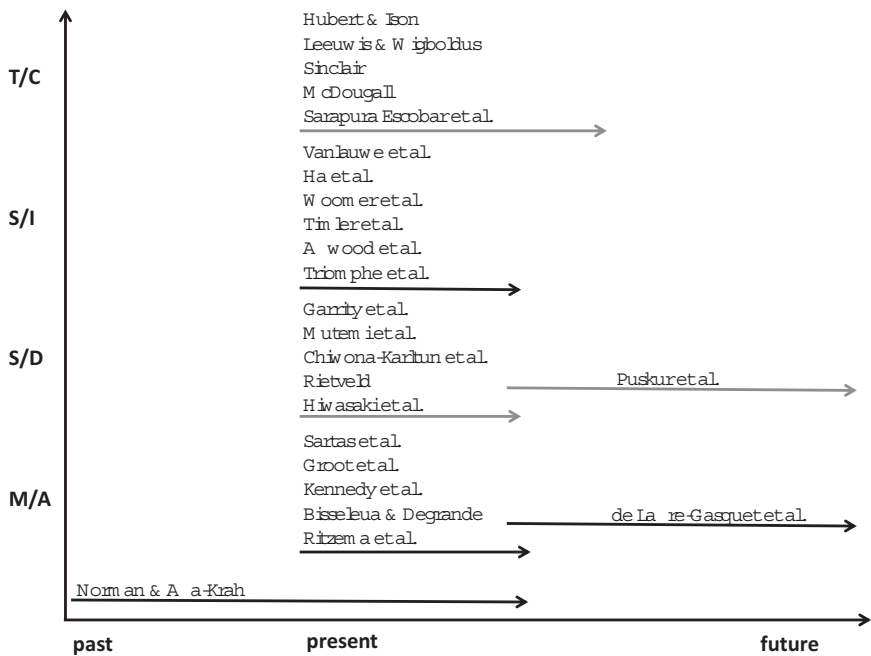 T/C
Hubert & Ison
Leeuwis & Wigboldus
Sinclair
McDougall
Sarapura Escobar et al.
S/I
Vanlauwe et al.
Ha et al.
Woomer et al.
Timler et al.
A wood et al.
Triomphe et al.
S/D
Garrity et al.
Mutemi et al.
Chiwona-Karltun et al.
Rietveld
Puskur et al.
Hiwasaki et al.
M/A
Sartas et al.
Groot et al.
Kennedy et al.
Bisseleua & Degrande
de La re-Gasquet et al.
Ritzema et al.
Norman & A a-Krah
past present future